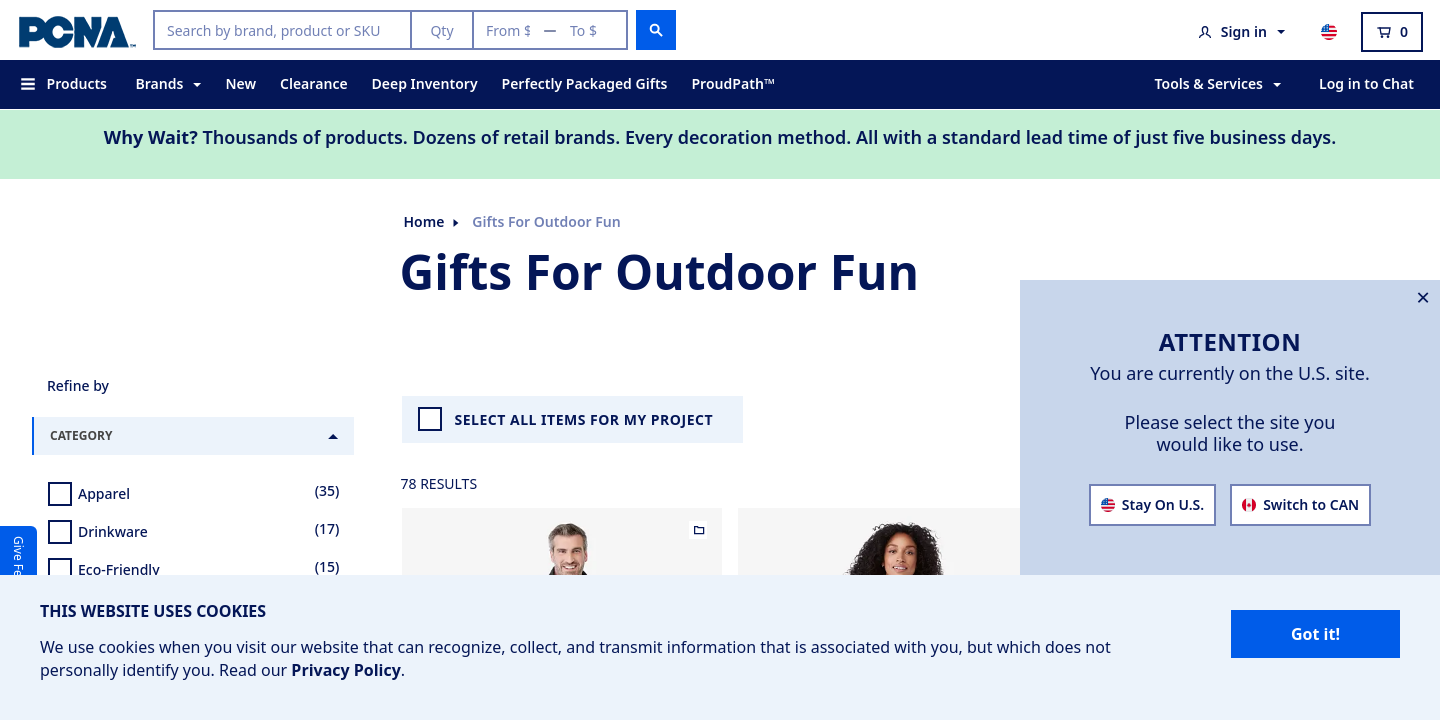 PCNA™
Search by brand, product or SKU
Qty
From $ — To $
Sign in
0
Products
Brands
New
Clearance
Deep Inventory
Perfectly Packaged Gifts
ProudPath™
Tools & Services
Log in to Chat
Why Wait? Thousands of products. Dozens of retail brands. Every decoration method. All with a standard lead time of just five business days.
Home
Gifts For Outdoor Fun
Gifts For Outdoor Fun
ATTENTION
You are currently on the U.S. site.
Please select the site you
would like to use.
Stay On U.S.
Switch to CAN
Refine by
CATEGORY
Apparel (35)
Drinkware (17)
Eco-Friendly (15)
SELECT ALL ITEMS FOR MY PROJECT
78 RESULTS
Give
THIS WEBSITE USES COOKIES
We use cookies when you visit our website that can recognize, collect, and transmit information that is associated with you, but which does not
personally identify you. Read our Privacy Policy.
Got it!